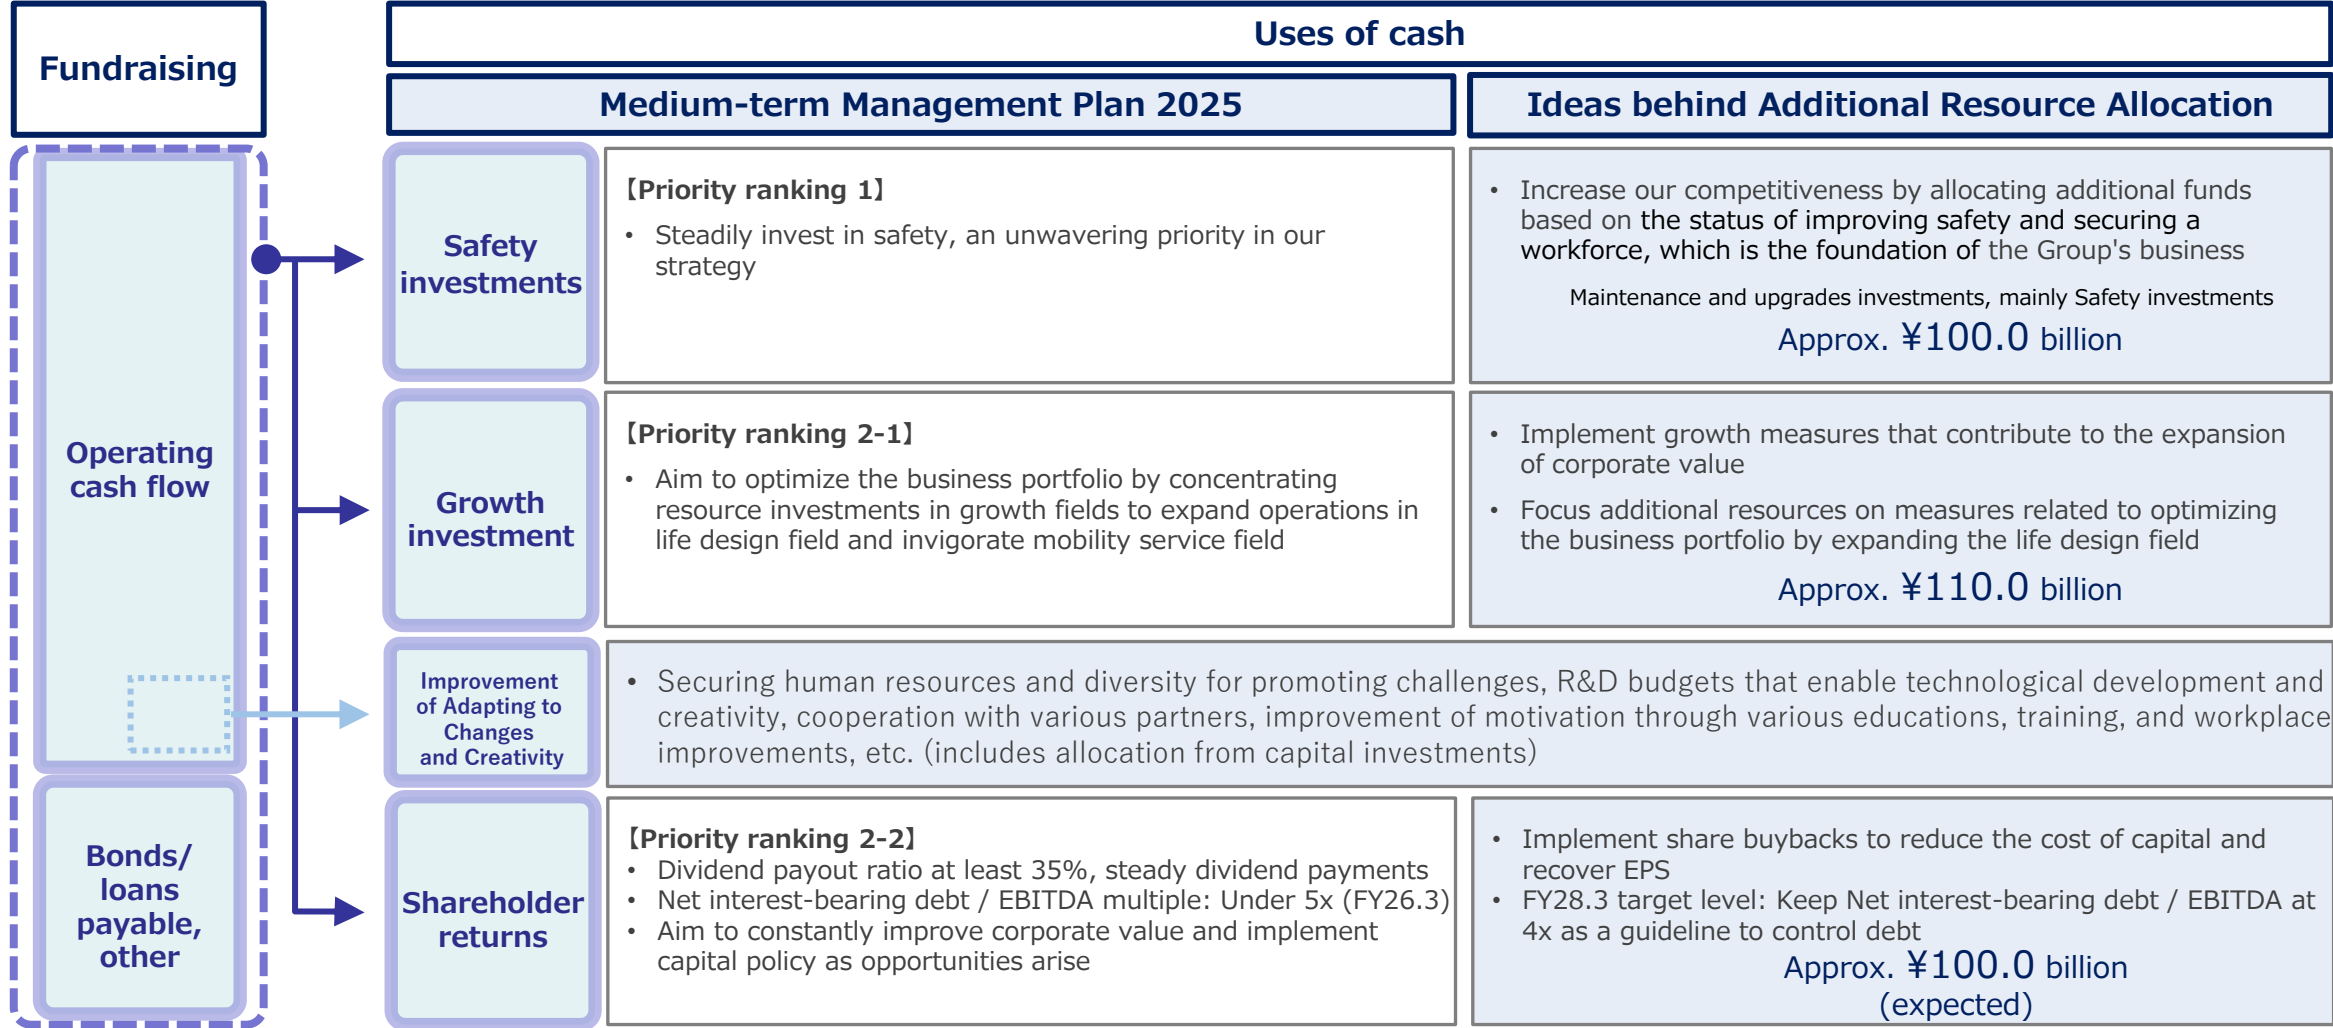 Fundraising
Uses of cash
Medium-term Management Plan 2025
Ideas behind Additional Resource Allocation
Operating
cash flow
Bonds/
loans
payable,
other
Safety
investments
【Priority ranking 1】
• Steadily invest in safety, an unwavering priority in our
strategy
• Increase our competitiveness by allocating additional funds
based on the status of improving safety and securing a
workforce, which is the foundation of the Group's business
Maintenance and upgrades investments, mainly Safety investments
Approx. ¥100.0 billion
Growth
investment
【Priority ranking 2-1】
• Aim to optimize the business portfolio by concentrating
resource investments in growth fields to expand operations in
life design field and invigorate mobility service field
• Implement growth measures that contribute to the expansion
of corporate value
• Focus additional resources on measures related to optimizing
the business portfolio by expanding the life design field
Approx. ¥110.0 billion
Improvement
of Adapting to
Changes
and Creativity
• Securing human resources and diversity for promoting challenges, R&D budgets that enable technological development and
creativity, cooperation with various partners, improvement of motivation through various educations, training, and workplace
improvements, etc. (includes allocation from capital investments)
Shareholder
returns
【Priority ranking 2-2】
• Dividend payout ratio at least 35%, steady dividend payments
• Net interest-bearing debt / EBITDA multiple: Under 5x (FY26.3)
• Aim to constantly improve corporate value and implement
capital policy as opportunities arise
• Implement share buybacks to reduce the cost of capital and
recover EPS
• FY28.3 target level: Keep Net interest-bearing debt / EBITDA at
4x as a guideline to control debt
Approx. ¥100.0 billion
(expected)